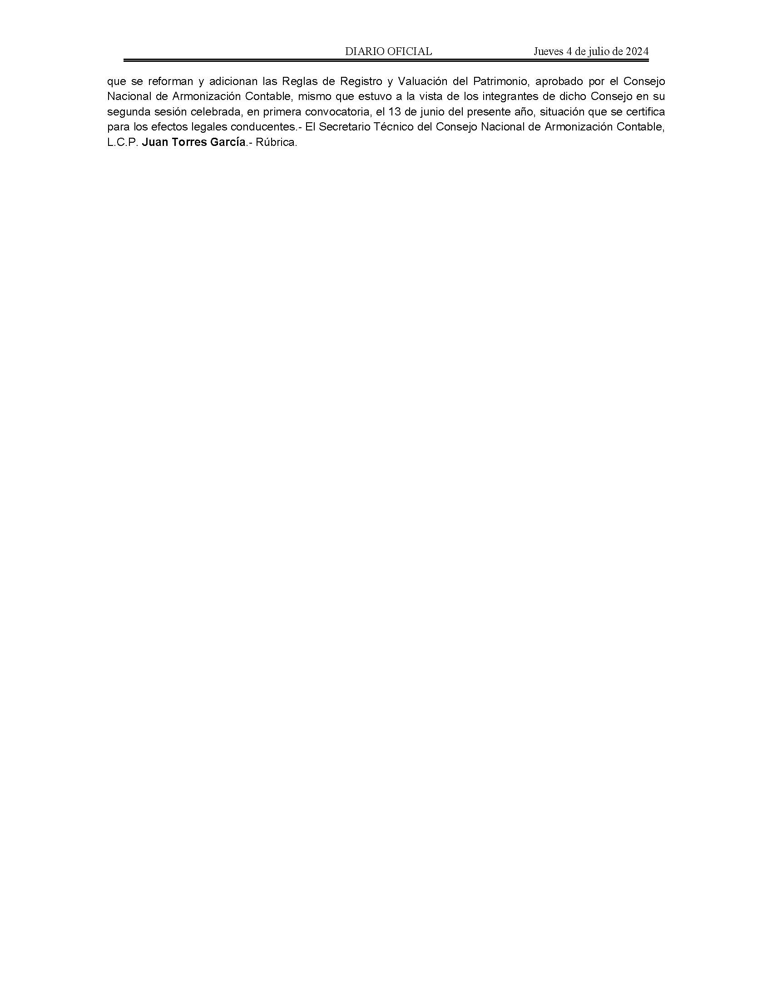 DIARIO OFICIAL Jueves 4 de julio de 2024
que se reforman y adicionan las Reglas de Registro y Valuación del Patrimonio, aprobado por el Consejo
Nacional de Armonización Contable, mismo que estuvo a la vista de los integrantes de dicho Consejo en su
segunda sesión celebrada, en primera convocatoria, el 13 de junio del presente año, situación que se certifica
para los efectos legales conducentes.- El Secretario Técnico del Consejo Nacional de Armonización Contable,
L.C.P. Juan Torres García.- Rúbrica.